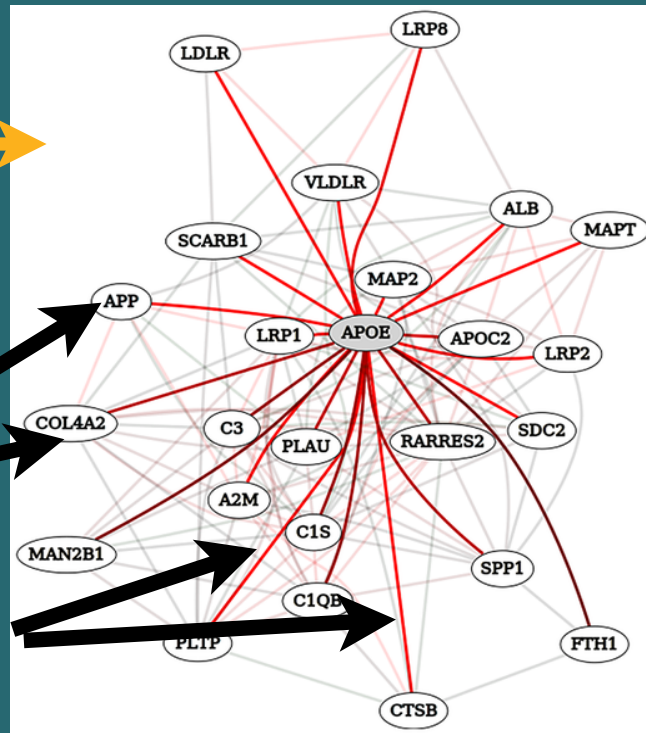 LRP8
LDLR
VLDLR
ALB
MAPT
SCARB1
MAP2
APP
LRP1
APOE
APOC2
LRP2
COL4A2
C3
PLAU
RARRES2
SDC2
A2M
C1S
MAN2B1
SPP1
C1QB
PLTP
FTH1
CTSB